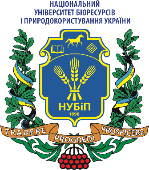 НАЦІОНАЛЬНИЙ
УНІВЕРСИТЕТ БІОРЕСУРСІВ
І ПРИРОДОКОРИСТУВАННЯ УКРАЇНИ
НУБіП
1898